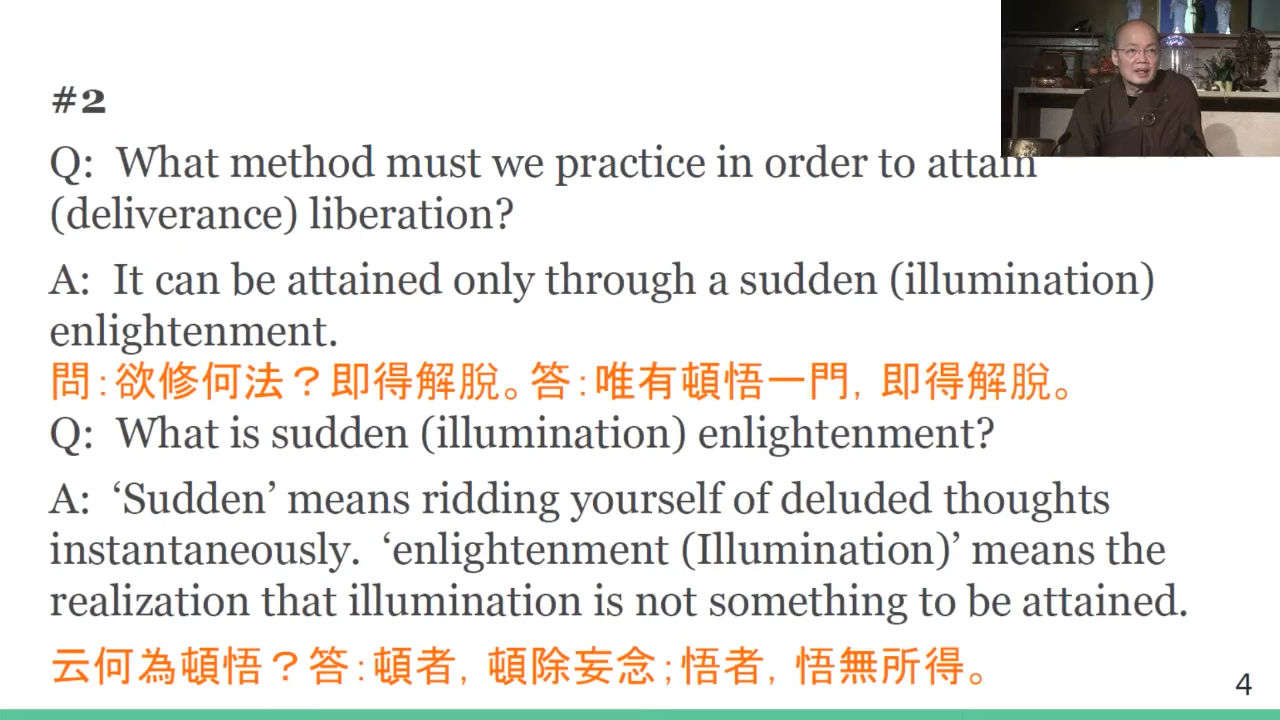 #2
Q: What method must we practice in order to attain
(deliverance) liberation?
A: It can be attained only through a sudden (illumination)
enlightenment.
問：欲修何法？即得解脫。答：唯有頓悟一門，即得解脫。
Q: What is sudden (illumination) enlightenment?
A: ‘Sudden’ means ridding yourself of deluded thoughts
instantaneously. ‘enlightenment (Illumination)’ means the
realization that illumination is not something to be attained.
云何為頓悟？答：頓者，頓除妄念；悟者，悟無所得。
4